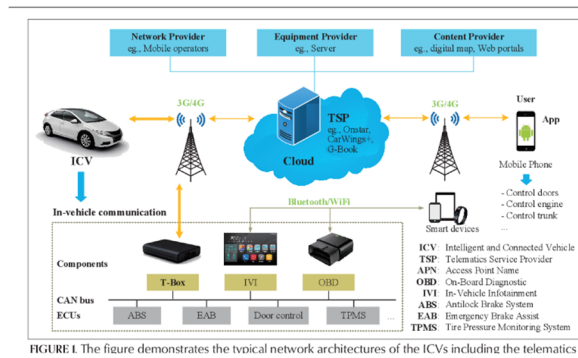 Network Provider
eg., Mobile operators
Equipment Provider
eg., Server
Content Provider
eg., digital map, Web portals
3G/4G
TSP
eg., Onstar,
CarWings+,
G-Book
Cloud
3G/4G
User
App
ICV
Mobile Phone
- Control doors
- Control engine
- Control trunk
...
In-vehicle communication
Bluetooth/WiFi
Smart devices
Components
T-Box
IVI
OBD
CAN bus
ECUs
ABS
EAB
Door control
TPMS
...
ICV: Intelligent and Connected Vehicle
TSP: Telematics Service Provider
APN: Access Point Name
OBD: On-Board Diagnostic
IVI: In-Vehicle Infotainment
ABS: Antilock Brake System
EAB: Emergency Brake Assist
TPMS: Tire Pressure Monitoring System
FIGURE 1. The figure demonstrates the typical network architectures of the ICVs including the telematics